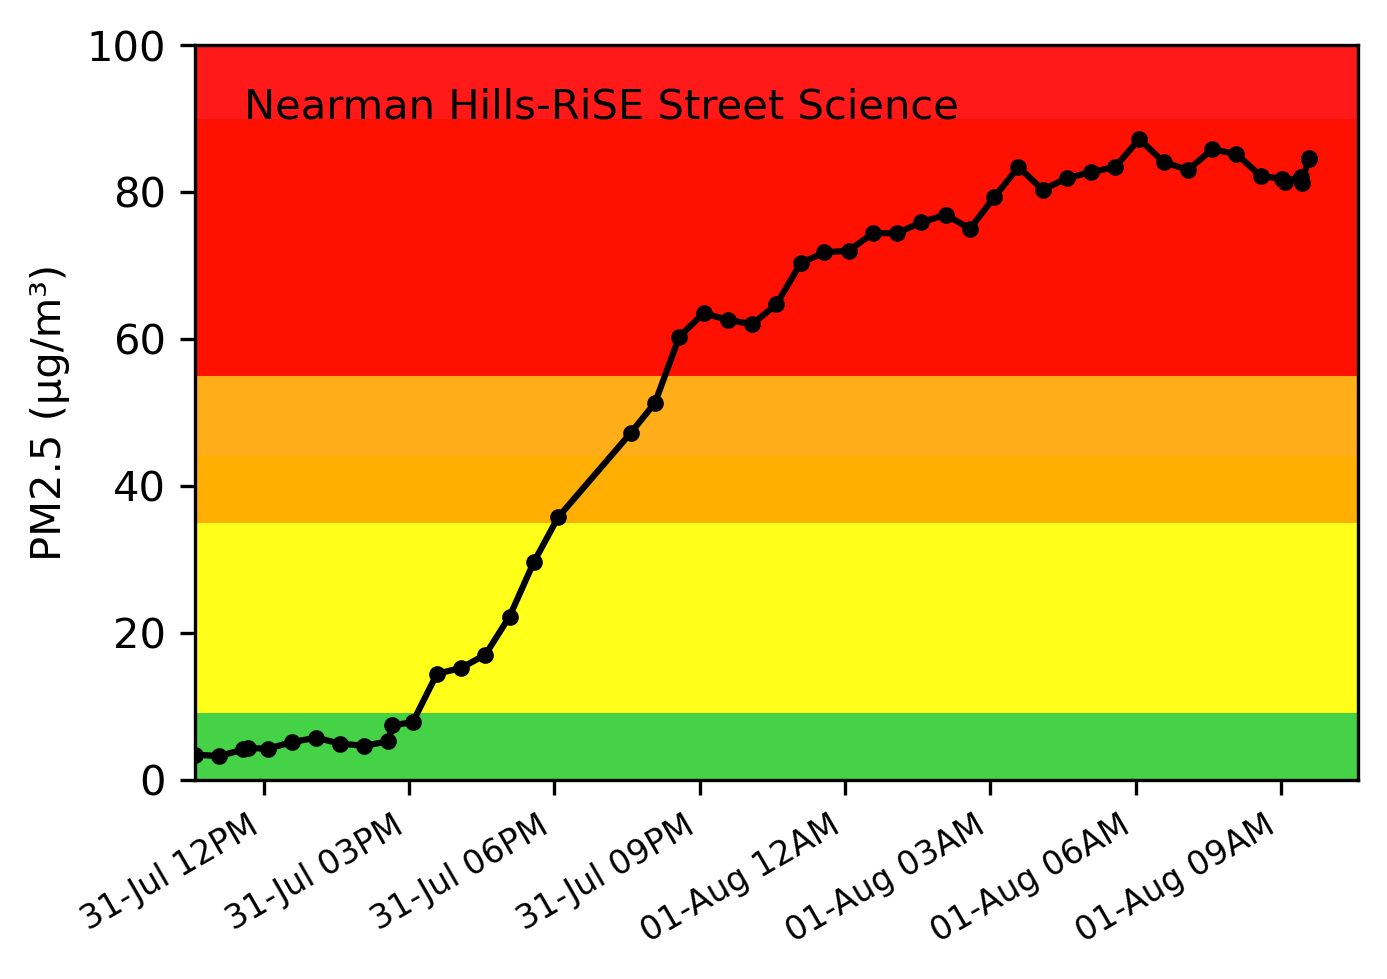 Nearman Hills-RiSE Street Science
PM2.5 (µg/m³)
100
80
60
40
20
0
31-Jul 12PM
31-Jul 03PM
31-Jul 06PM
31-Jul 09PM
01-Aug 12AM
01-Aug 03AM
01-Aug 06AM
01-Aug 09AM